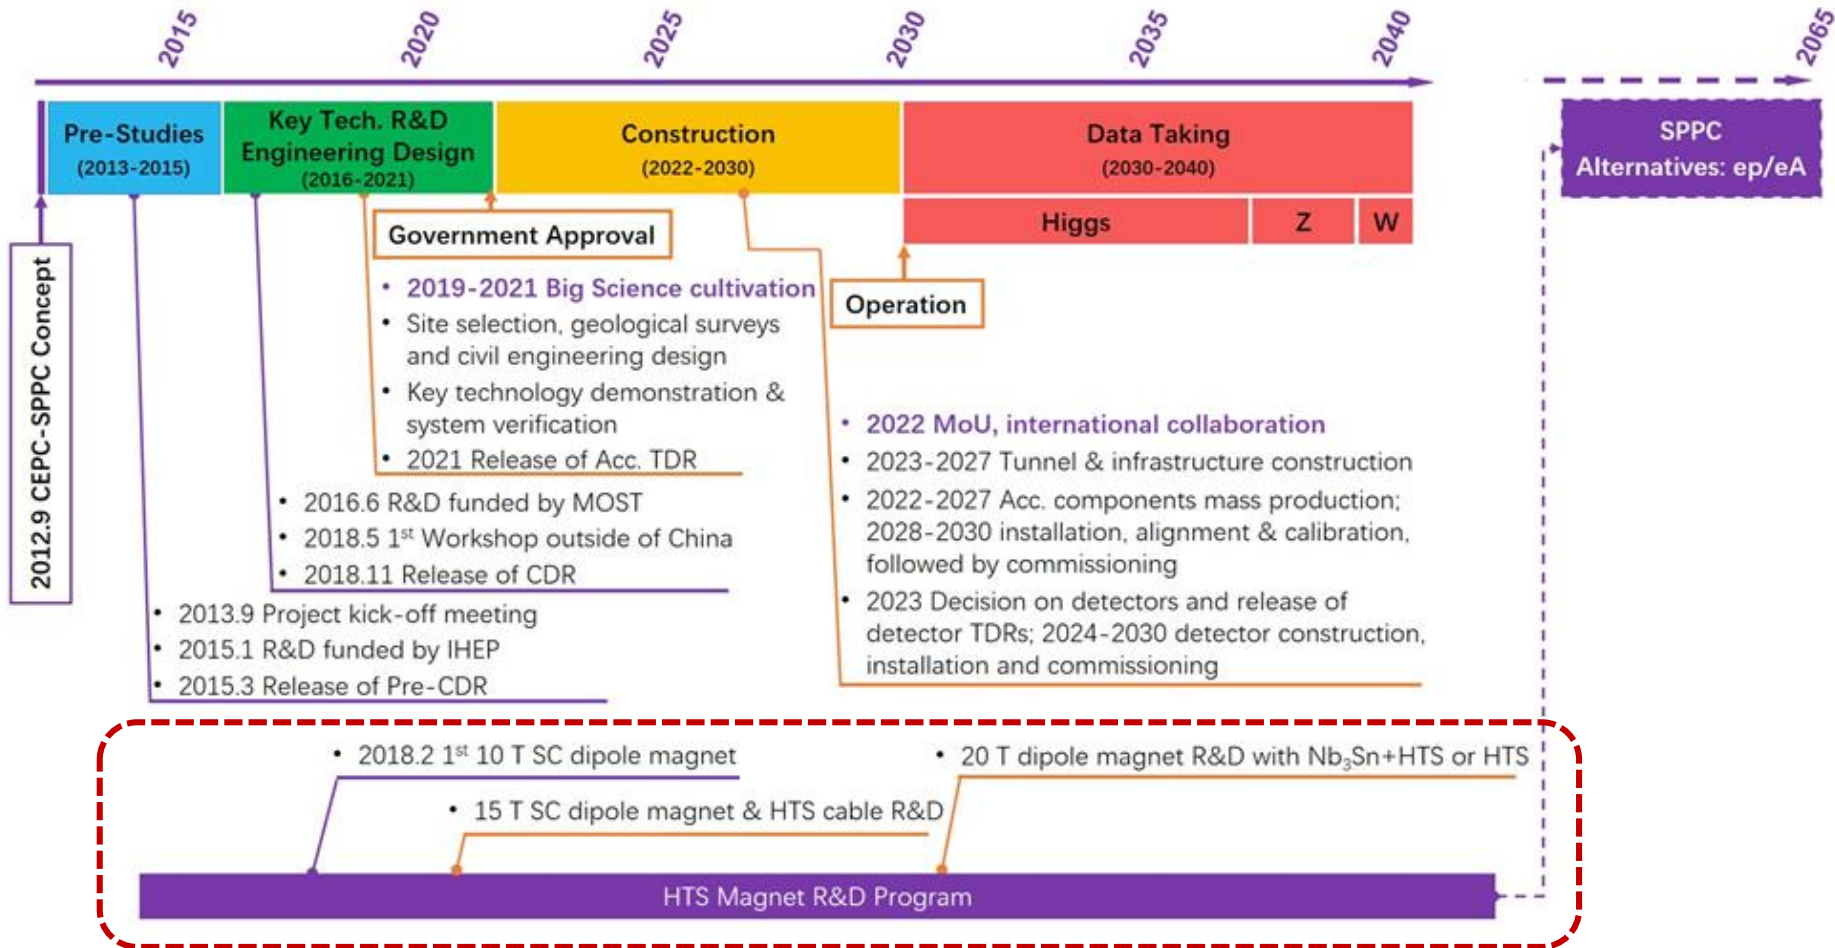 2015
2020
2025
2030
2035
2040
2065
Pre-Studies
(2013-2015)
Key Tech. R&D
Engineering Design
(2016-2021)
Construction
(2022-2030)
Data Taking
(2030-2040)
SPPC
Alternatives: ep/eA
Higgs
Z
W
2012.9 CEPC-SPPC Concept
Government Approval
Operation
• 2019-2021 Big Science cultivation
• Site selection, geological surveys
and civil engineering design
• Key technology demonstration &
system verification
• 2021 Release of Acc. TDR
• 2016.6 R&D funded by MOST
• 2018.5 1st Workshop outside of China
• 2018.11 Release of CDR
• 2013.9 Project kick-off meeting
• 2015.1 R&D funded by IHEP
• 2015.3 Release of Pre-CDR
• 2022 MoU, international collaboration
• 2023-2027 Tunnel & infrastructure construction
• 2022-2027 Acc. components mass production;
2028-2030 installation, alignment & calibration,
followed by commissioning
• 2023 Decision on detectors and release of
detector TDRs; 2024-2030 detector construction,
installation and commissioning
• 2018.2 1st 10 T SC dipole magnet
• 15 T SC dipole magnet & HTS cable R&D
• 20 T dipole magnet R&D with Nb₃Sn+HTS or HTS
HTS Magnet R&D Program